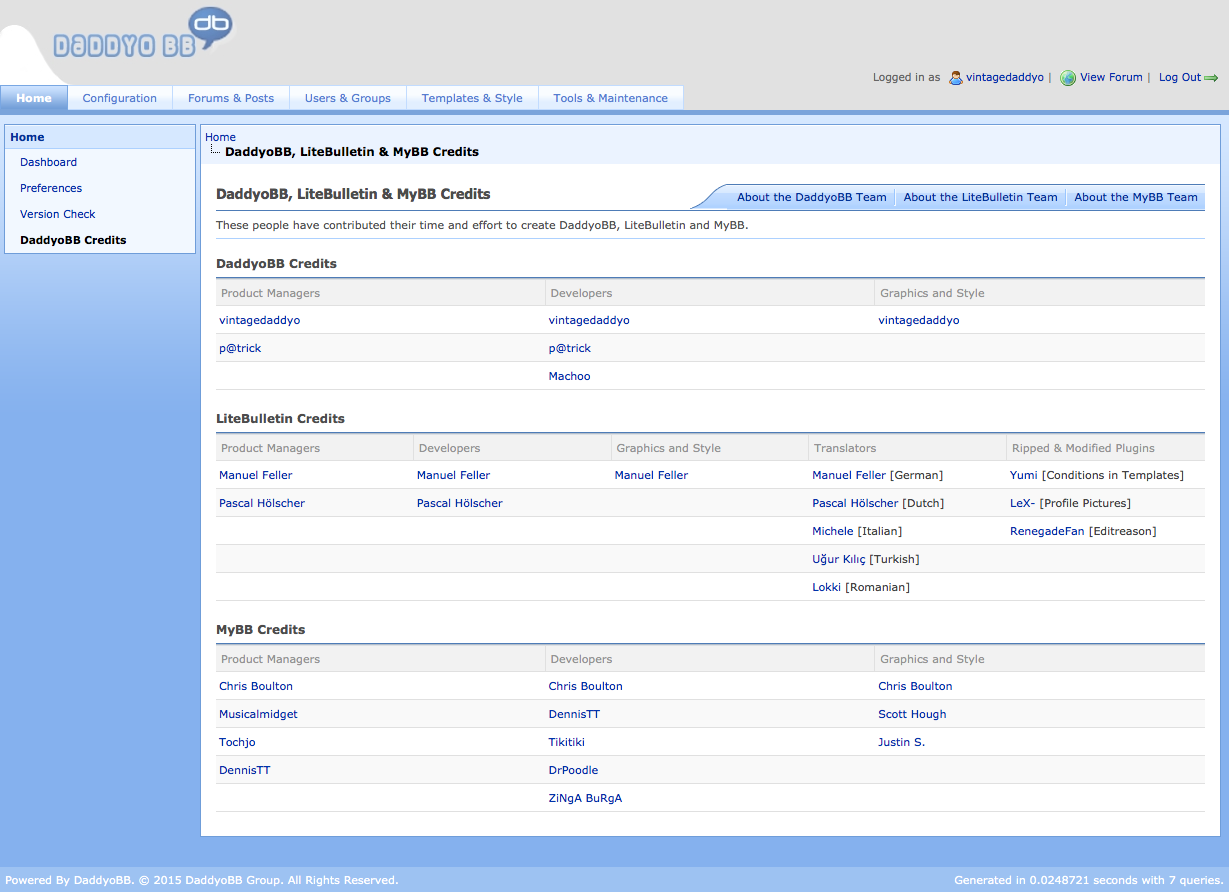 DaddYO BB db
Logged in as vintagedaddyo | View Forum | Log Out
Home Configuration Forums & Posts Users & Groups Templates & Style Tools & Maintenance
Home
Dashboard
Preferences
Version Check
DaddyoBB Credits
Home
DaddyoBB, LiteBulletin & MyBB Credits
DaddyoBB, LiteBulletin & MyBB Credits
About the DaddyoBB Team About the LiteBulletin Team About the MyBB Team
These people have contributed their time and effort to create DaddyoBB, LiteBulletin and MyBB.
DaddyoBB Credits
Product Managers Developers Graphics and Style
vintagedaddyo vintagedaddyo vintagedaddyo
p@trick p@trick
Machoo
LiteBulletin Credits
Product Managers Developers Graphics and Style Translators Ripped & Modified Plugins
Manuel Feller Manuel Feller Manuel Feller Manuel Feller [German] Yumi [Conditions in Templates]
Pascal Hölscher Pascal Hölscher Pascal Hölscher [Dutch] LeX- [Profile Pictures]
Michele [Italian] RenegadeFan [Editreason]
Uğur Kılıç [Turkish]
Lokki [Romanian]
MyBB Credits
Product Managers Developers Graphics and Style
Chris Boulton Chris Boulton Chris Boulton
Musicalmidget DennisTT Scott Hough
Tochjo Tikitiki Justin S.
DennisTT DrPoodle
ZiNgA BuRgA
Powered By DaddyoBB. © 2015 DaddyoBB Group. All Rights Reserved.
Generated in 0.0248721 seconds with 7 queries.